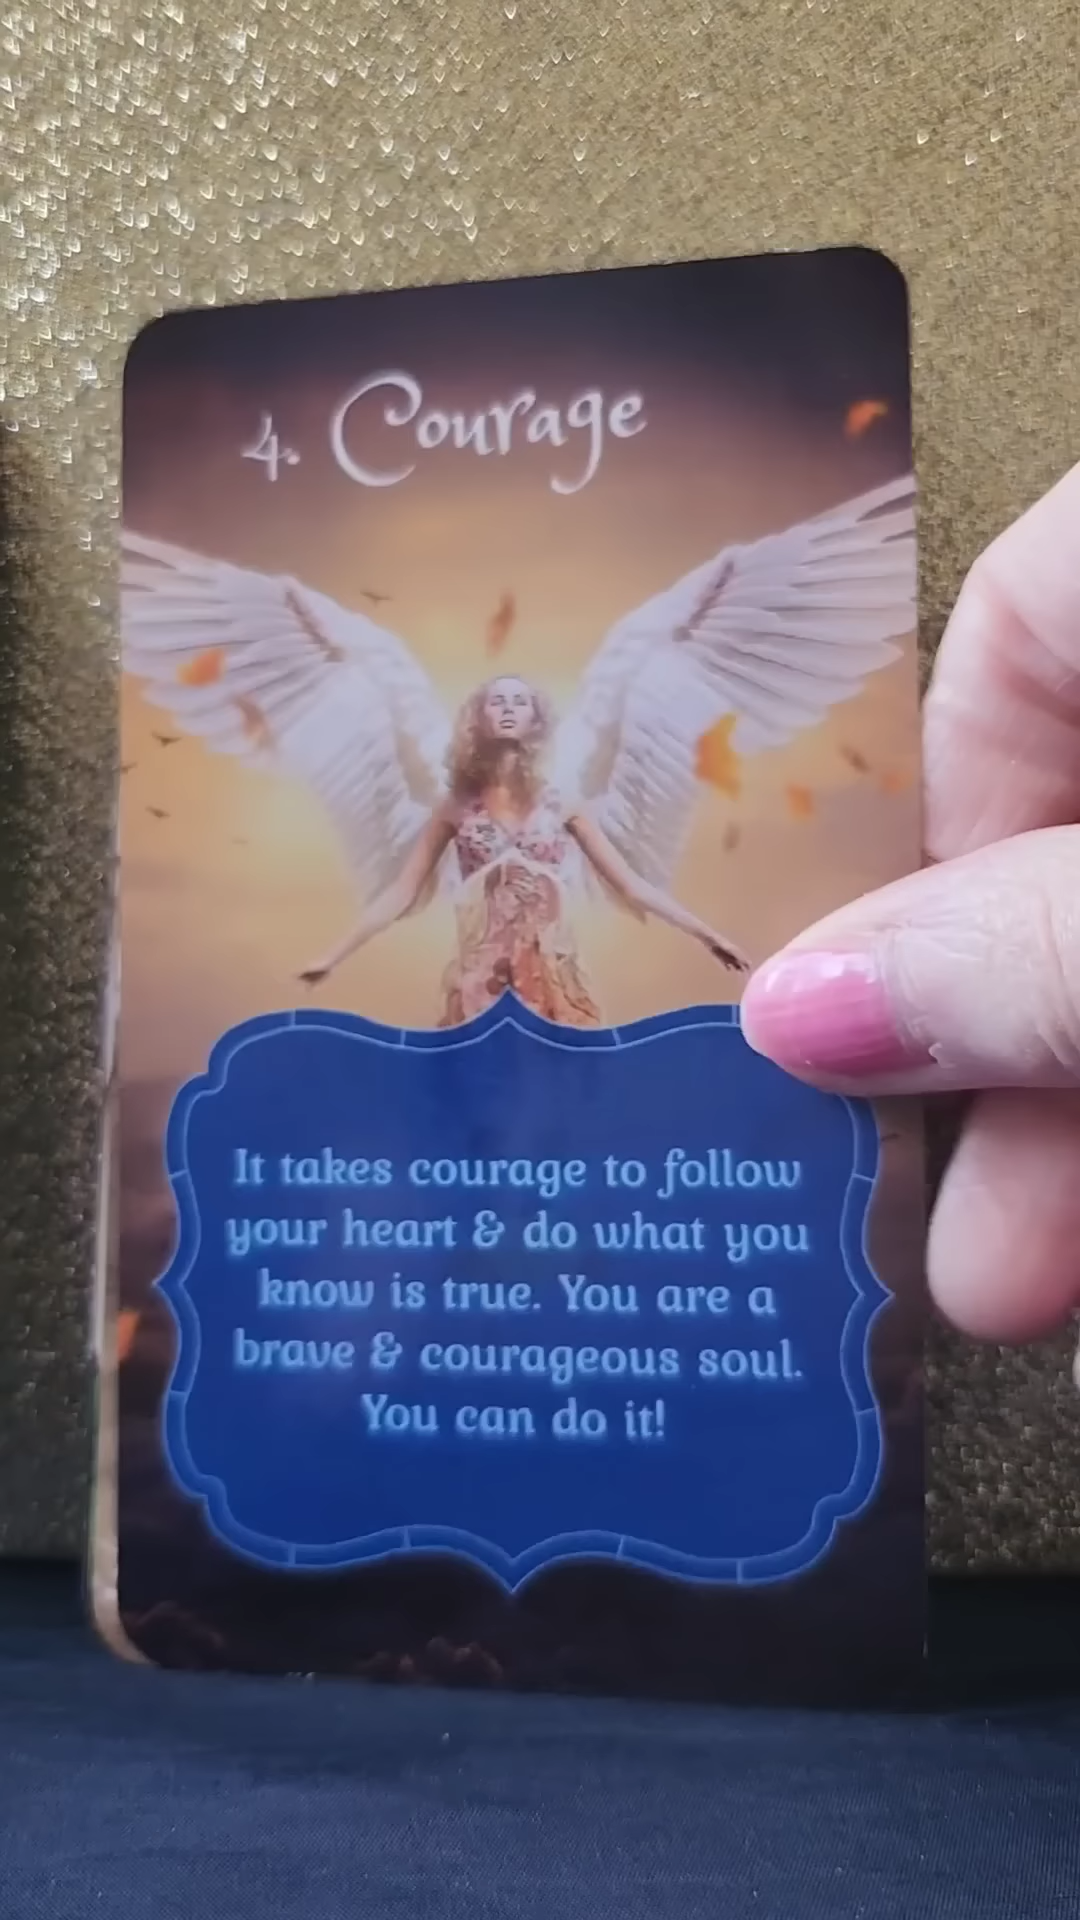 4. Courage
It takes courage to follow
your heart & do what you
know is true. You are a
brave & courageous soul.
You can do it!